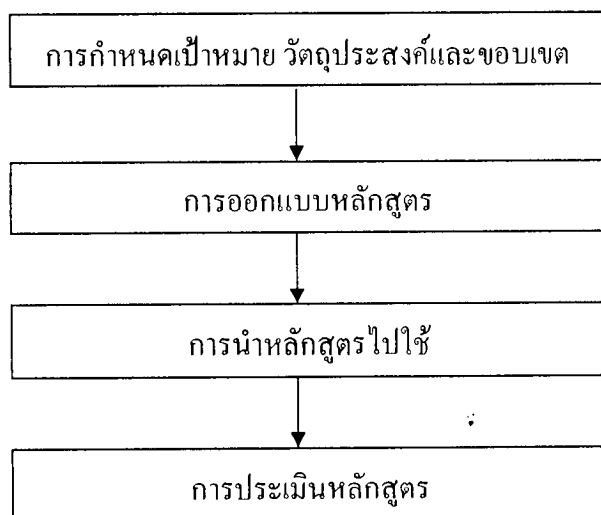 การกำหนดเป้าหมาย วัตถุประสงค์และขอบเขต
การออกแบบหลักสูตร
การนำหลักสูตรไปใช้
การประเมินหลักสูตร